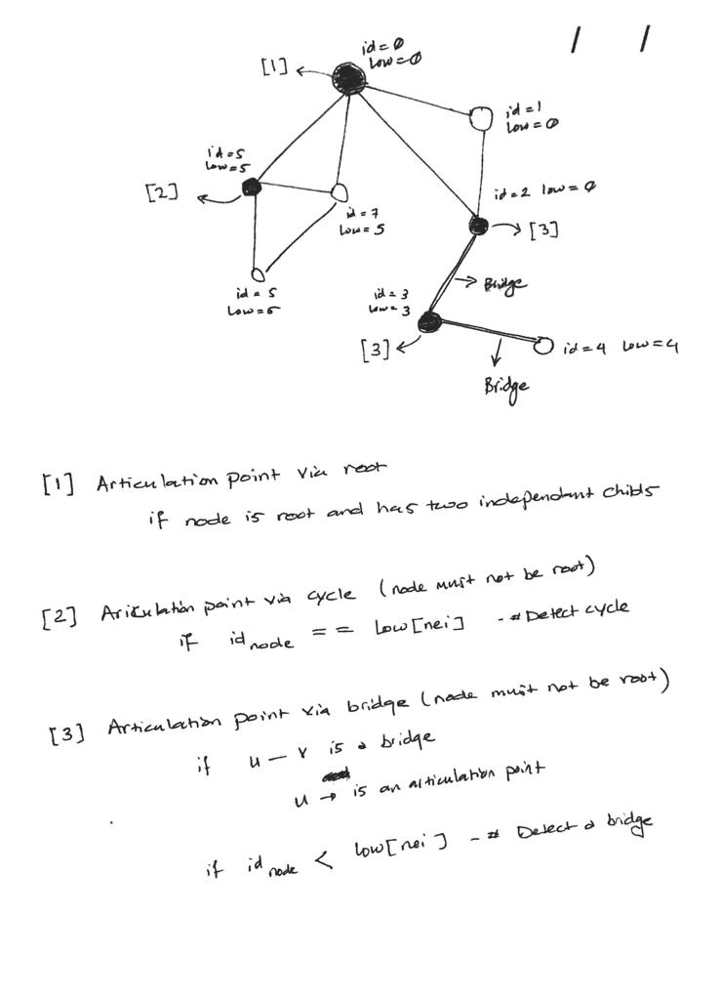 / /
id=0
[1] Low=0
id=1
Low=0
id=5
Low=5
[2]
id=2 low=0
id=7
Low=5
[3]
Bridge
id=5
Low=5
id=3
Low=3
[3]
id=4 Low=4
Bridge
[1] Articulation point via root
if node is root and has two independant childs
[2] Ariculation point via cycle (node must not be root)
if id node == Low[nei] -# Detect cycle
[3] Articulation point via bridge (node must not be root)
if u — v is a bridge
u → is an articulation point
if id node < Low[nei] -# Detect a bridge